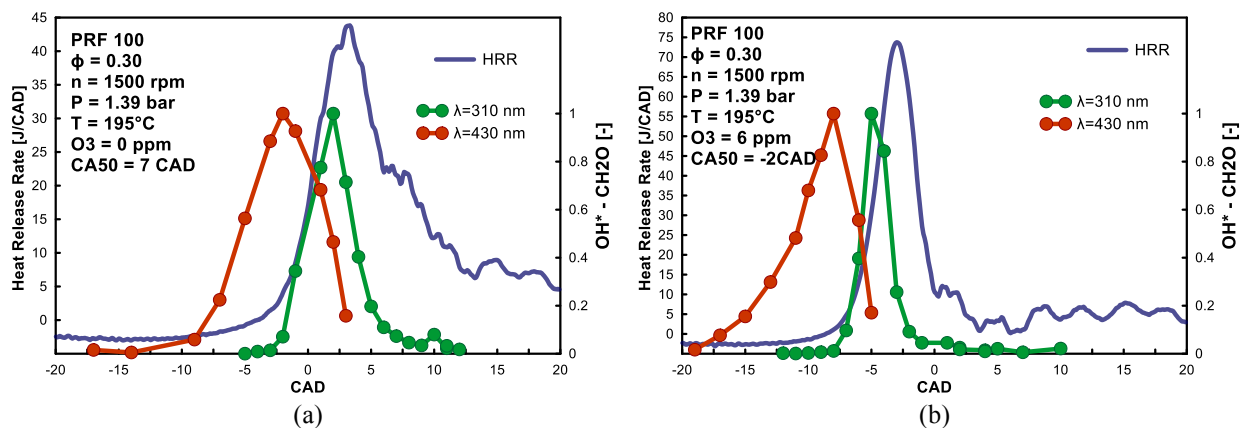 45
40
35
30
25
20
15
10
5
0
Heat Release Rate [J/CAD]
PRF 100
ϕ = 0.30
n = 1500 rpm
P = 1.39 bar
T = 195°C
O3 = 0 ppm
CA50 = 7 CAD
HRR
λ=310 nm
λ=430 nm
1
0.8
0.6
0.4
0.2
0
OH* - CH2O [-]
-20 -15 -10 -5 0 5 10 15 20
CAD
(a)
80
75
70
65
60
55
50
45
40
35
30
25
20
15
10
5
0
Heat Release Rate [J/CAD]
PRF 100
ϕ = 0.30
n = 1500 rpm
P = 1.39 bar
T = 195°C
O3 = 6 ppm
CA50 = -2CAD
HRR
λ=310 nm
λ=430 nm
1
0.8
0.6
0.4
0.2
0
OH* - CH2O [-]
-20 -15 -10 -5 0 5 10 15 20
CAD
(b)